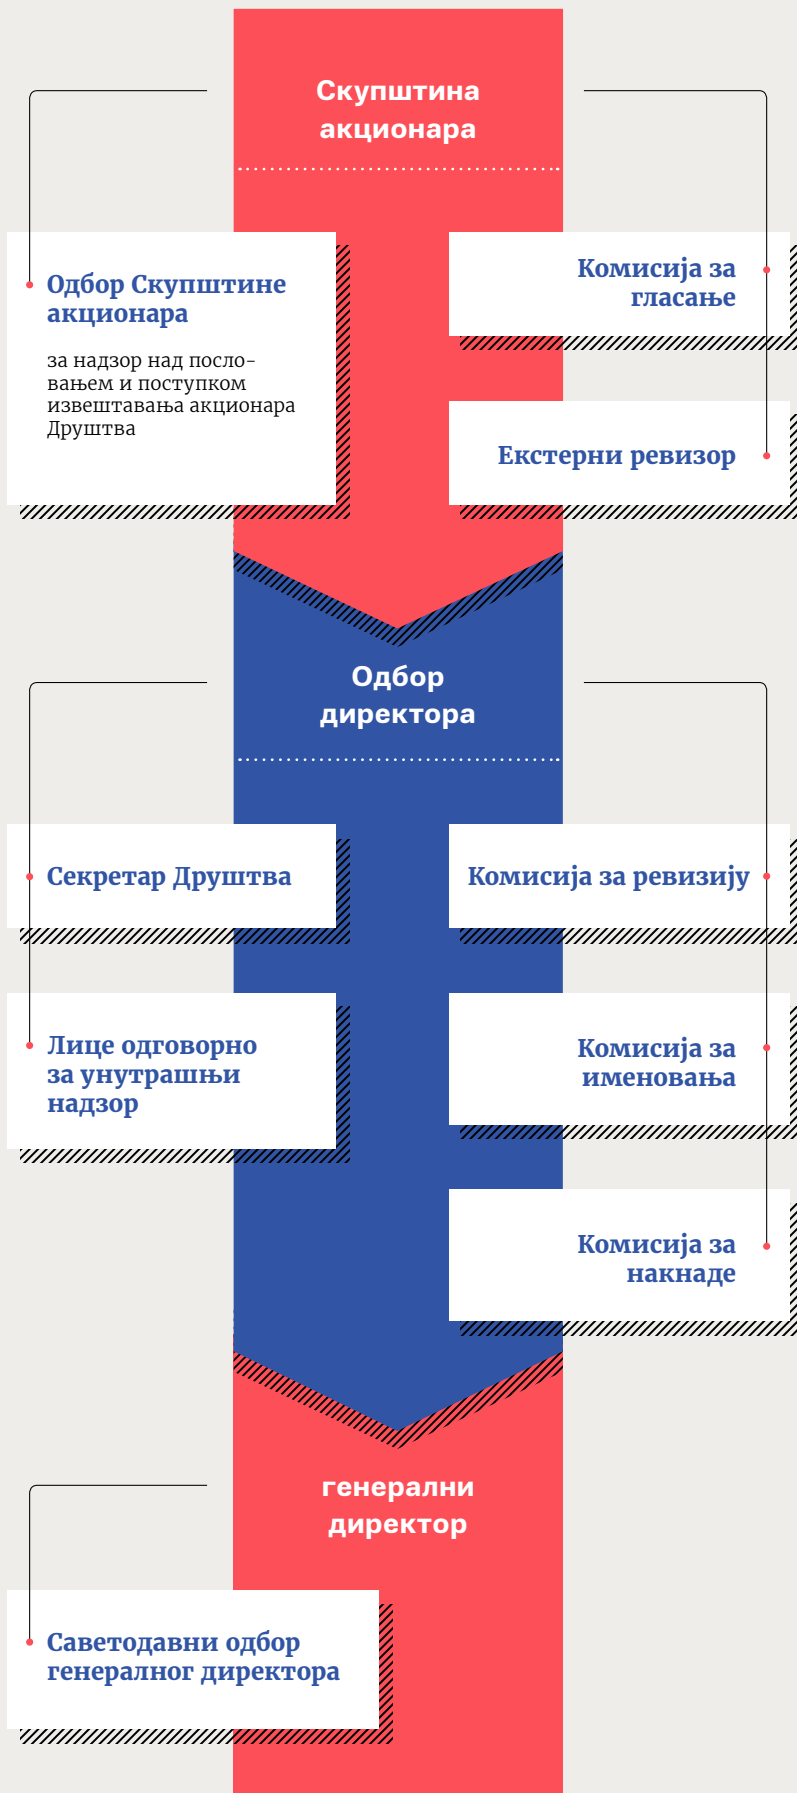 Скупштина
акционара
Одбор Скупштине
акционара
за надзор над посло-
вањем и поступком
извештавања акционара
Друштва
Комисија за
гласање
Екстерни ревизор
Одбор
директора
Секретар Друштва
Лице одговорно
за унутрашњи
надзор
Комисија за ревизију
Комисија за
именовања
Комисија за
накнаде
генерални
директор
Саветодавни одбор
генералног директора